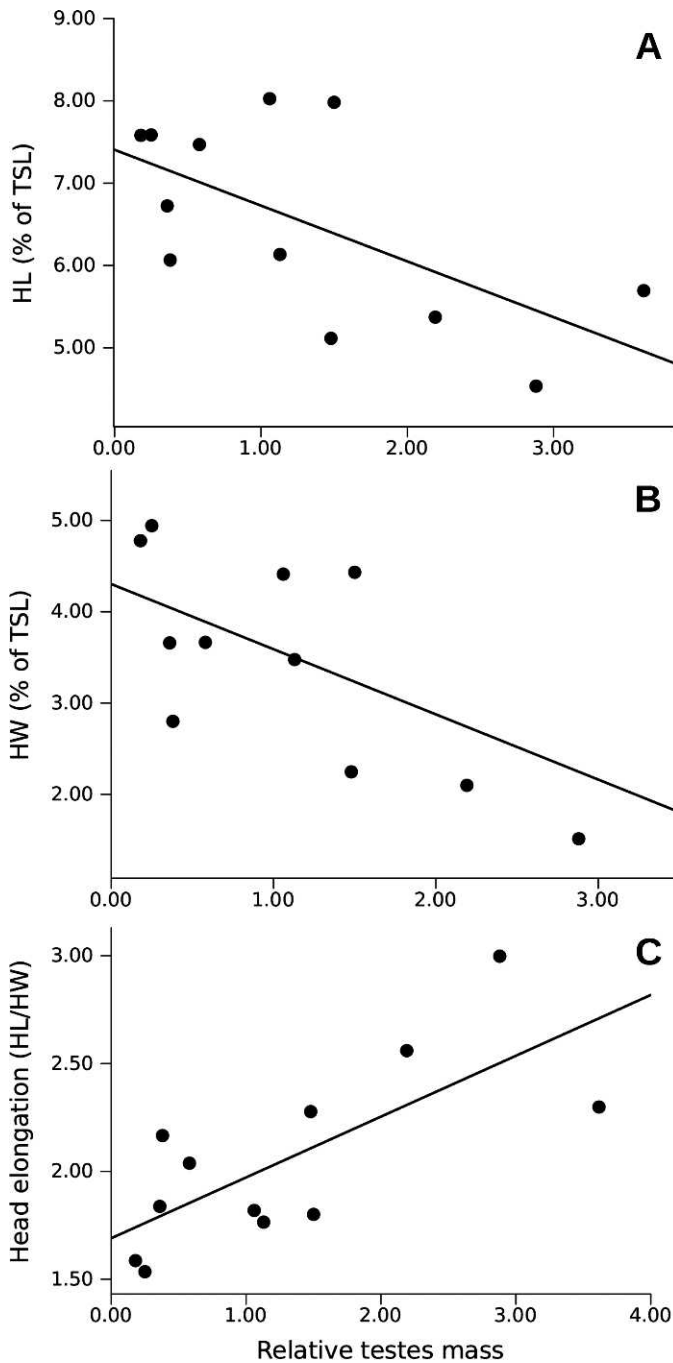 A
HL (% of TSL)
9.00
8.00
7.00
6.00
5.00
0.00 1.00 2.00 3.00
B
HW (% of TSL)
5.00
4.00
3.00
2.00
0.00 1.00 2.00 3.00
C
Head elongation (HL/HW)
3.00
2.50
2.00
1.50
0.00 1.00 2.00 3.00 4.00
Relative testes mass